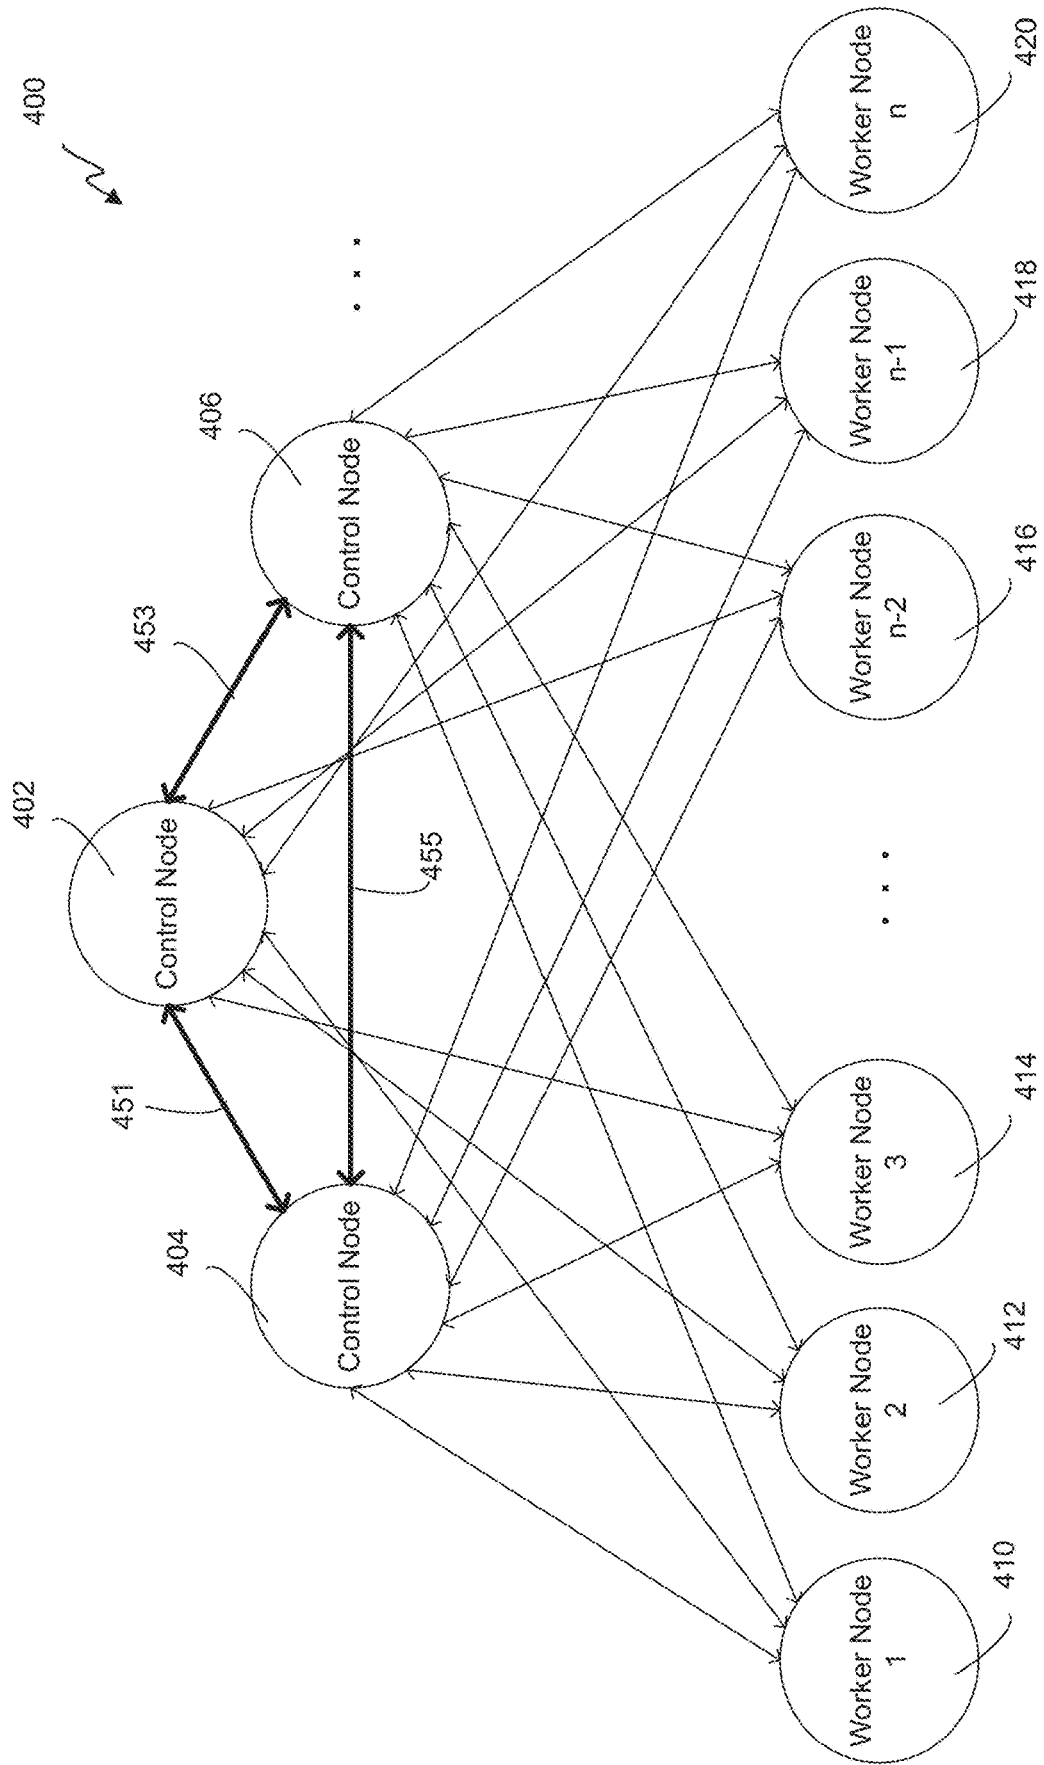 400
402
453
406
451
404
Control Node
Control Node
Control Node
455
Worker Node
1
Worker Node
2
Worker Node
3
Worker Node
n-2
Worker Node
n-1
Worker Node
n
410
412
414
416
418
420